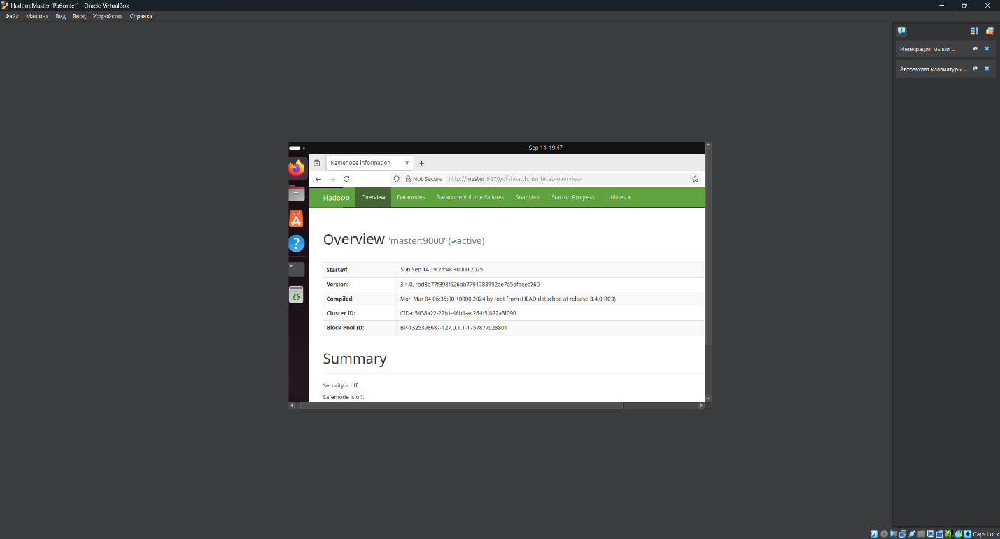 HadoopMaster [Работает] - Oracle VirtualBox
Файл Машина Вид Ввод Устройства Справка
Интеграция мыши ...
Автозахват клавиатуры ...
Sep 14 19:47
Namenode information
Not Secure http://master:9870/dfshealth.html#tab-overview
Hadoop Overview Datanodes Datanode Volume Failures Snapshot Startup Progress Utilities
Overview 'master:9000' (✔active)
Started: Sun Sep 14 19:25:48 +0000 2025
Version: 3.4.0, rbd8b77f398f626bb7791783192ee7a5dfaeec760
Compiled: Mon Mar 04 06:35:00 +0000 2024 by root from (HEAD detached at release-3.4.0-RC3)
Cluster ID: CID-d5438a22-22b1-46b1-ac26-b5f022a3f090
Block Pool ID: BP-1325398687-127.0.1.1-1757877928801
Summary
Security is off.
Safemode is off.
Caps Lock